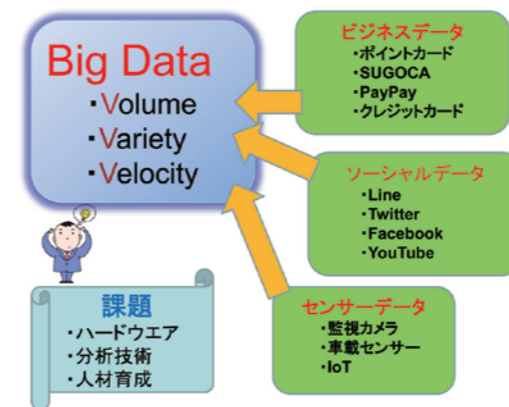 Big Data
・Volume
・Variety
・Velocity
ビジネスデータ
・ポイントカード
・SUGOCA
・PayPay
・クレジットカード
ソーシャルデータ
・Line
・Twitter
・Facebook
・YouTube
センサーデータ
・監視カメラ
・車載センサー
・IoT
課題
・ハードウエア
・分析技術
・人材育成